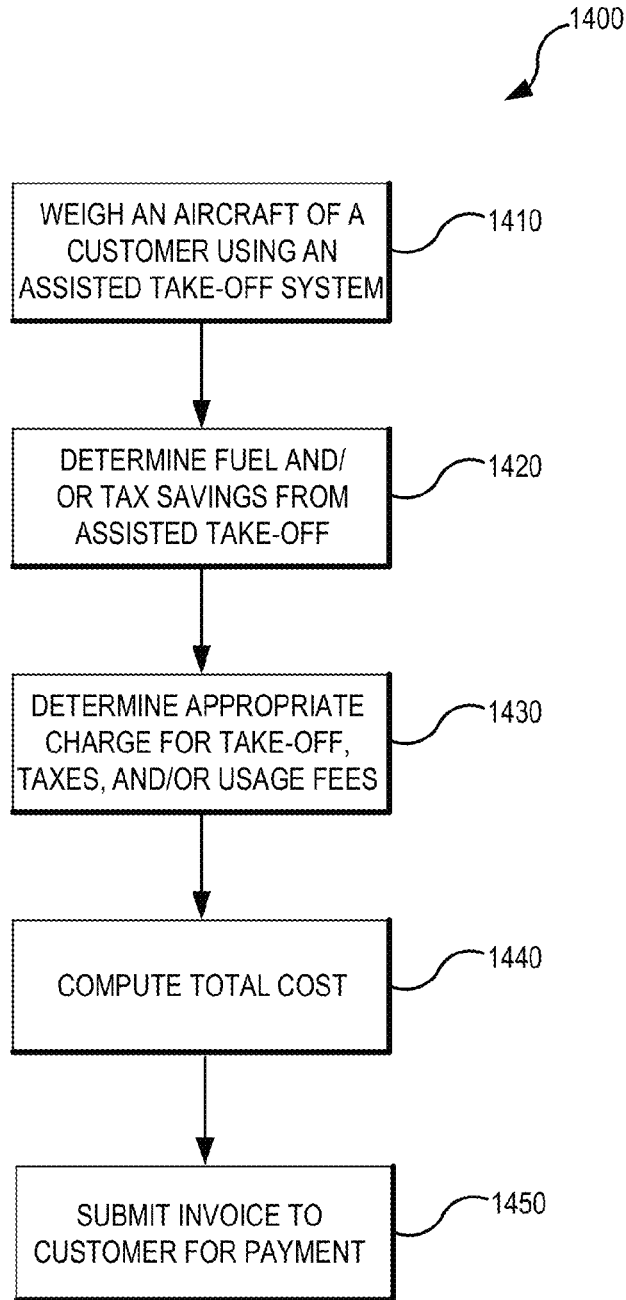 1400
WEIGH AN AIRCRAFT OF A
CUSTOMER USING AN
ASSISTED TAKE-OFF SYSTEM
1410
DETERMINE FUEL AND/
OR TAX SAVINGS FROM
ASSISTED TAKE-OFF
1420
DETERMINE APPROPRIATE
CHARGE FOR TAKE-OFF,
TAXES, AND/OR USAGE FEES
1430
COMPUTE TOTAL COST
1440
SUBMIT INVOICE TO
CUSTOMER FOR PAYMENT
1450